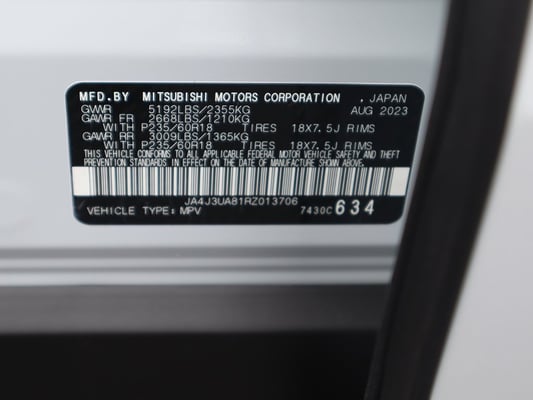 MFD.BY MITSUBISHI MOTORS CORPORATION , JAPAN
GVWR 5192LBS/2355KG AUG 2023
GAWR FR 2668LBS/1210KG
WITH P235/60R18 TIRES 18X7.5J RIMS
GAWR RR 3009LBS/1365KG
WITH P235/60R18 TIRES 18X7.5J RIMS
THIS VEHICLE CONFORMS TO ALL APPLICABLE FEDERAL MOTOR VEHICLE SAFETY AND THEFT
PREVENTION STANDARDS IN EFFECT ON THE DATE OF MANUFACTURE SHOWN ABOVE.
JA4J3UA81RZ013706
VEHICLE TYPE: MPV 7430C 634